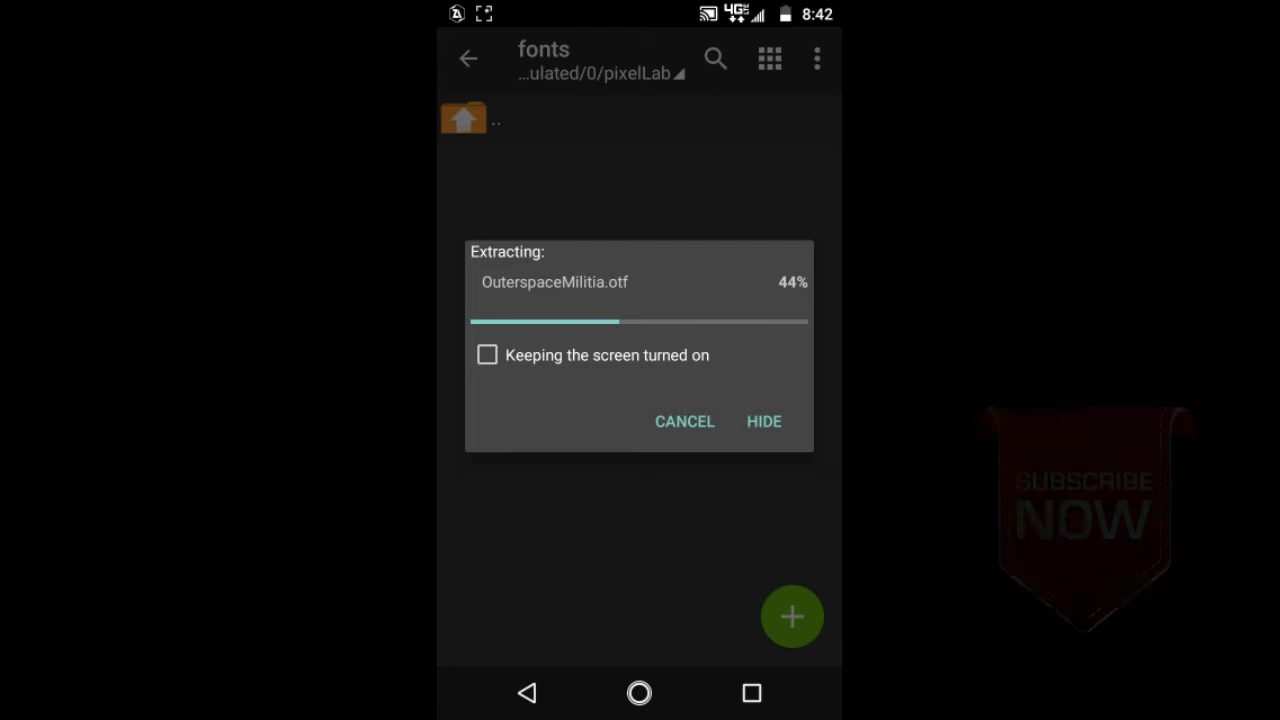 4G 8:42
fonts
...ulated/0/pixelLab
..
Extracting:
OuterspaceMilitia.otf 44%
Keeping the screen turned on
CANCEL HIDE
SUBSCRIBE
NOW